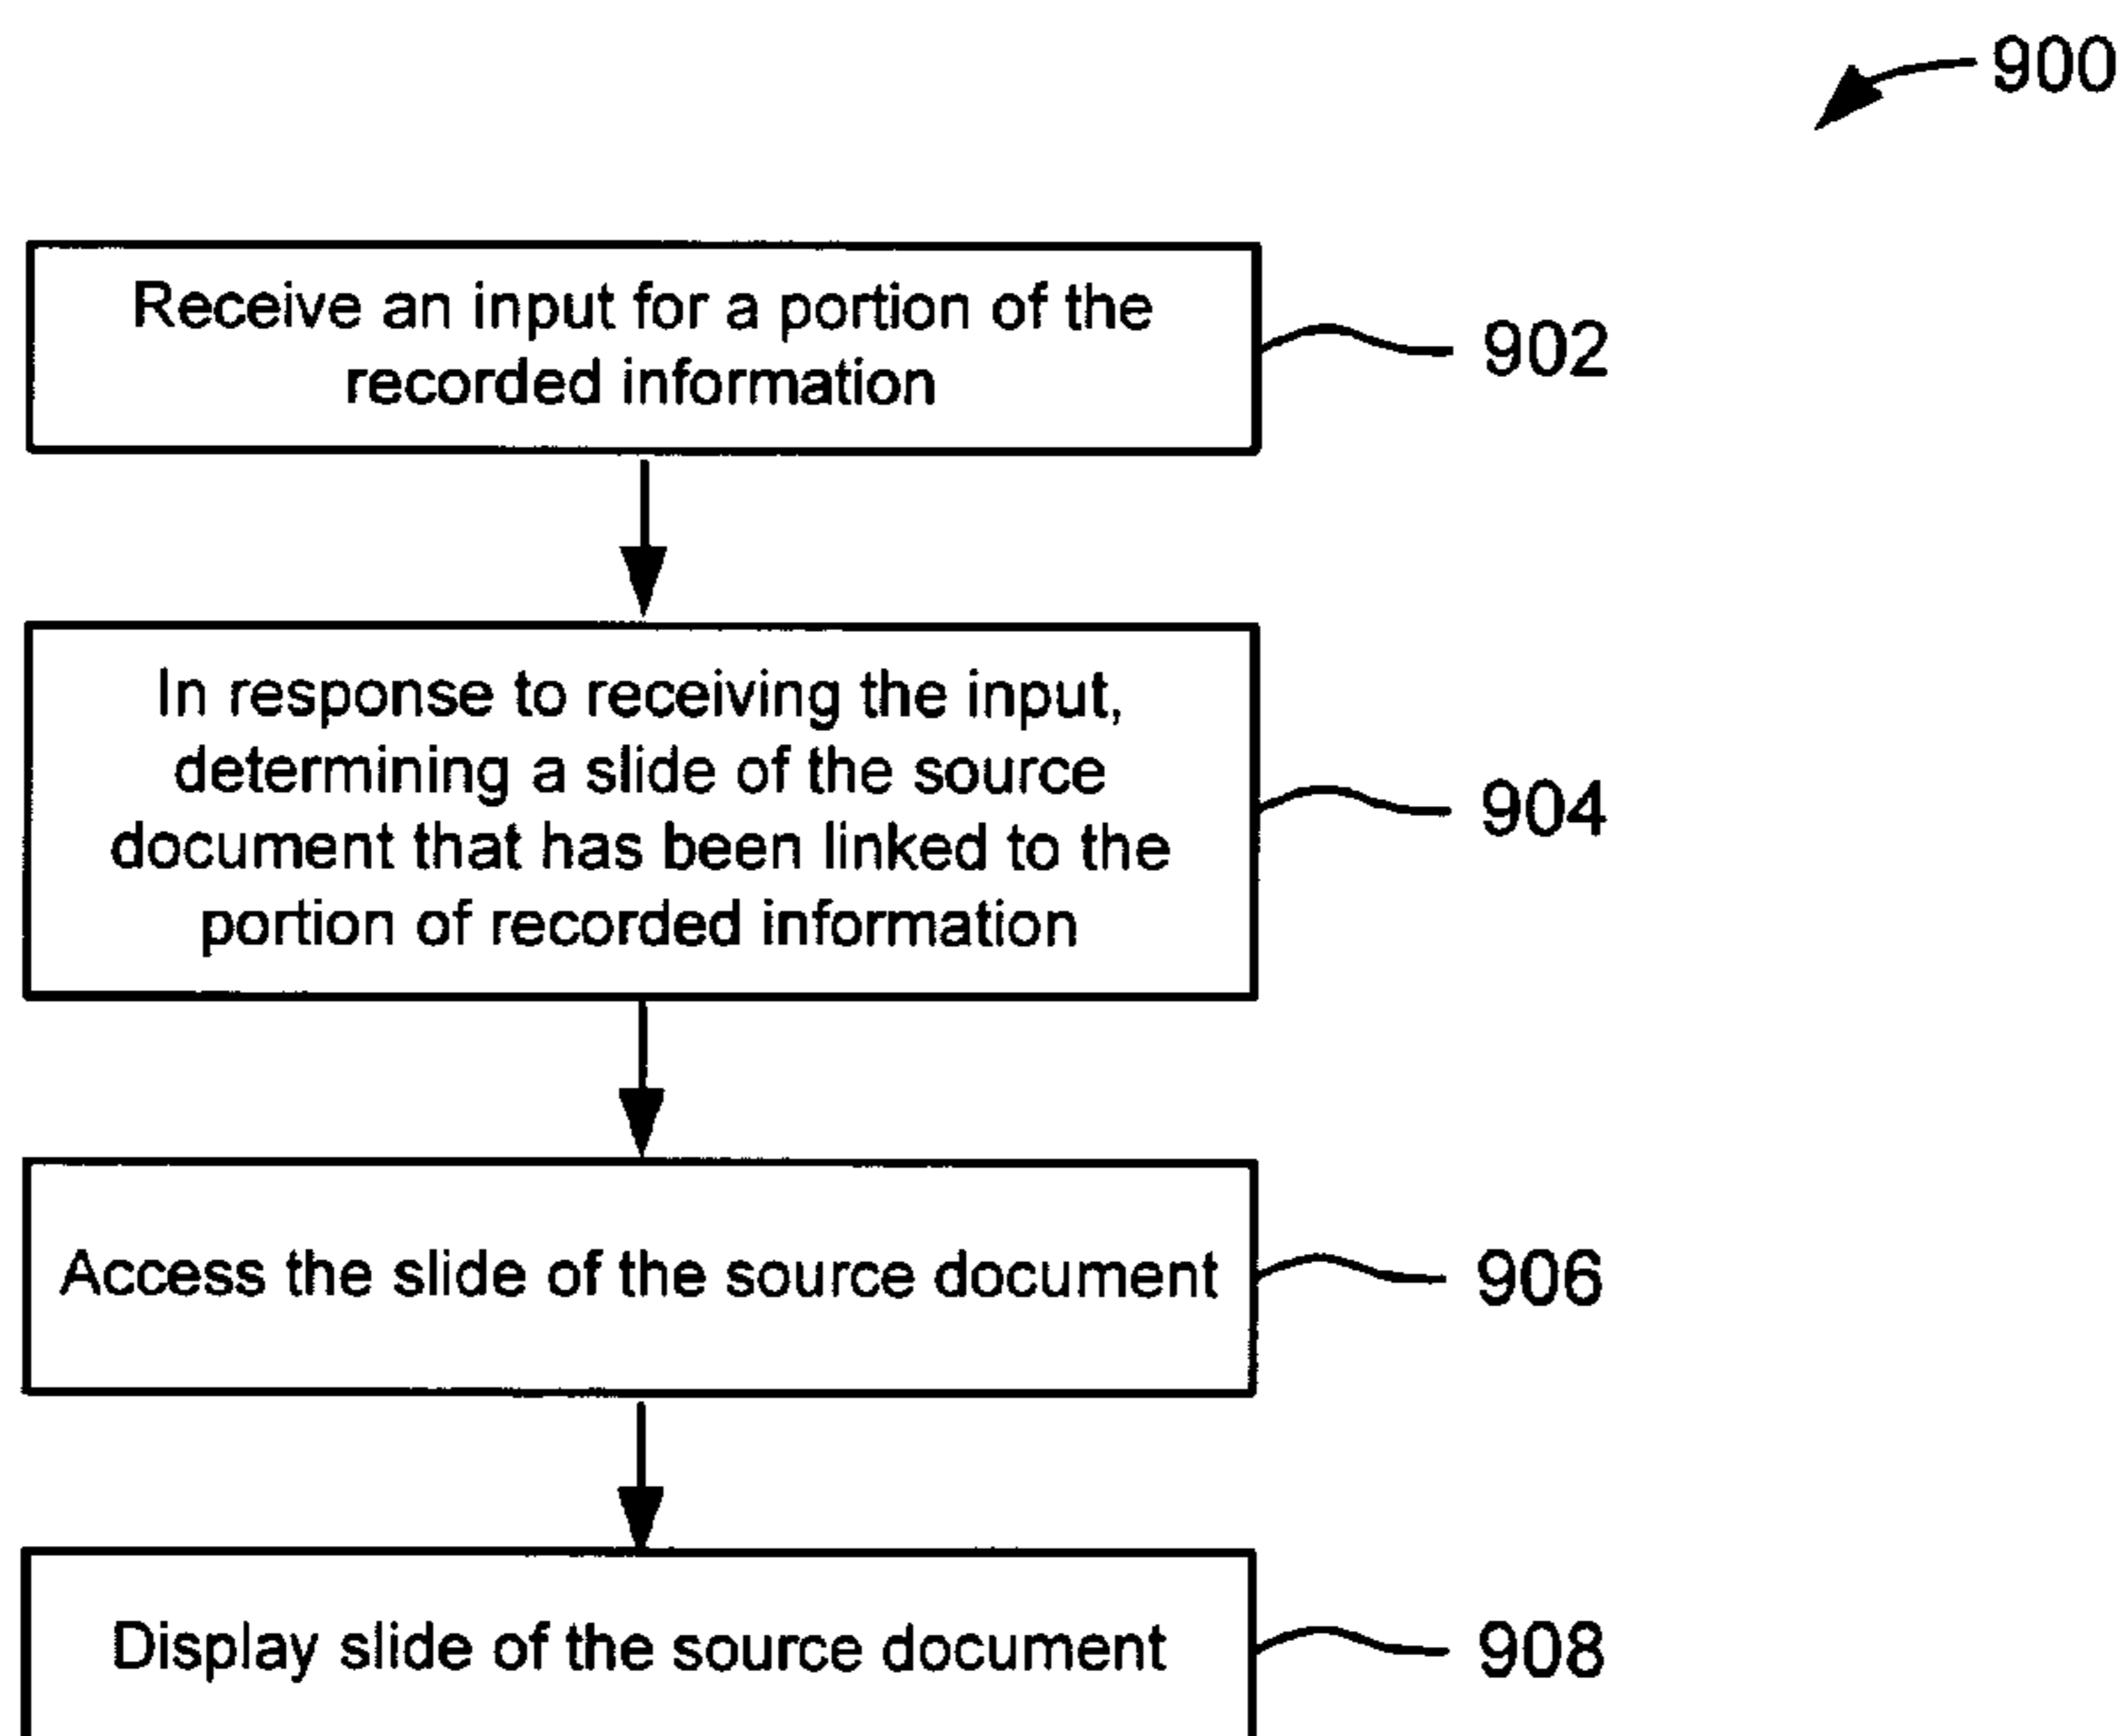 900
Receive an input for a portion of the
recorded information
902
In response to receiving the input,
determining a slide of the source
document that has been linked to the
portion of recorded information
904
Access the slide of the source document
906
Display slide of the source document
908